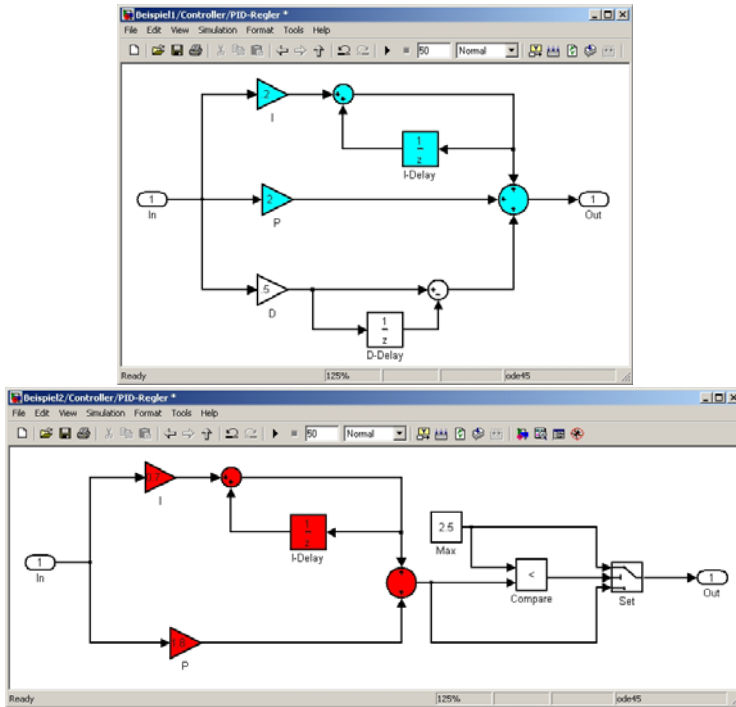 Beispiel1/Controller/PID-Regler *
File Edit View Simulation Format Tools Help
50 Normal
2
I
1
z
I-Delay
1
In
2
P
1
Out
.5
D
1
z
D-Delay
Ready 125% ode45
Beispiel2/Controller/PID-Regler *
File Edit View Simulation Format Tools Help
50 Normal
I
1
z
I-Delay
2.5
Max
1
In
<
Compare
Set
1
Out
P
Ready 125% ode45